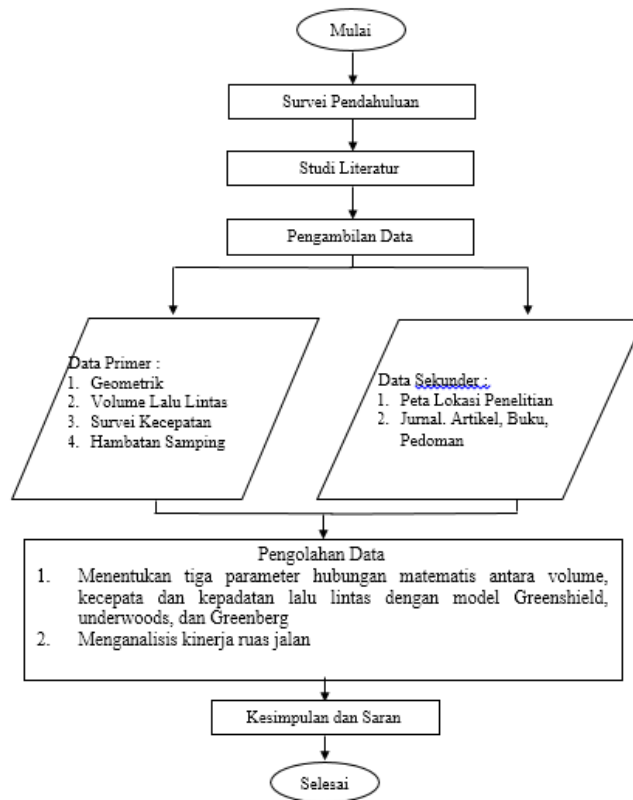 Mulai
Survei Pendahuluan
Studi Literatur
Pengambilan Data
Data Primer :
1. Geometrik
2. Volume Lalu Lintas
3. Survei Kecepatan
4. Hambatan Samping
Data Sekunder :
1. Peta Lokasi Penelitian
2. Jurnal. Artikel, Buku,
Pedoman
Pengolahan Data
1. Menentukan tiga parameter hubungan matematis antara volume,
kecepata dan kepadatan lalu lintas dengan model Greenshield,
underwoods, dan Greenberg
2. Menganalisis kinerja ruas jalan
Kesimpulan dan Saran
Selesai